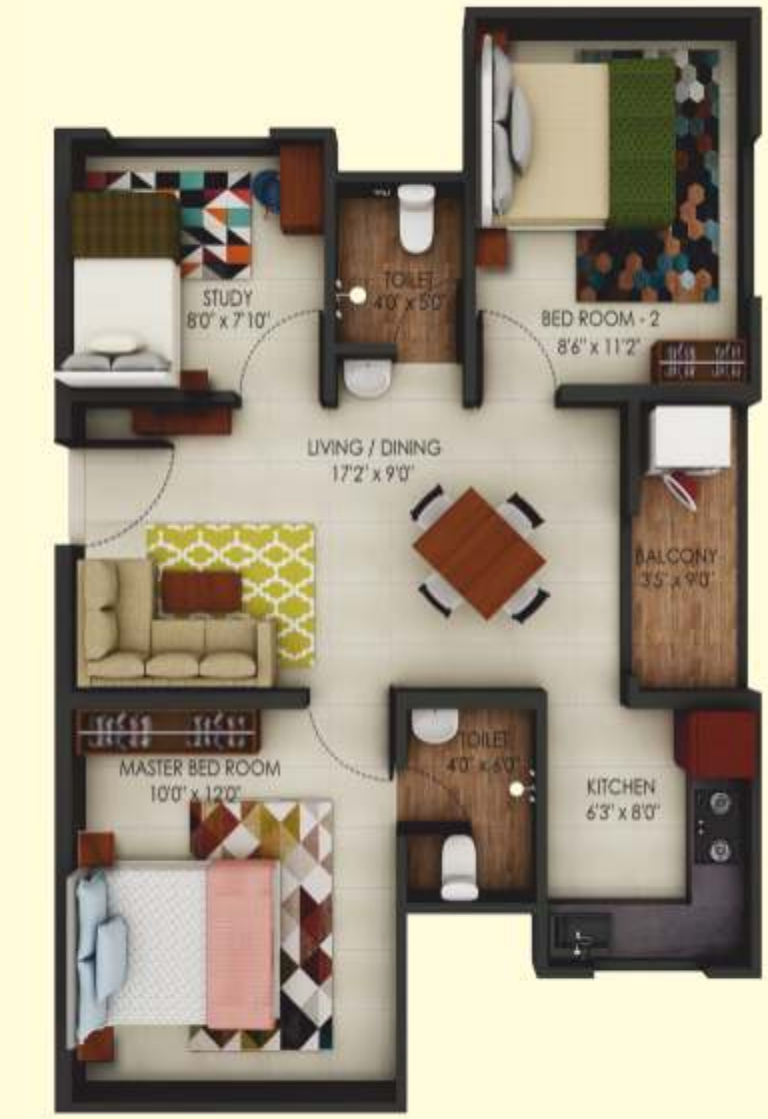 STUDY
8'0" x 7'10"
TOILET
4'0" x 5'0"
BED ROOM - 2
8'6" x 11'2"
LIVING / DINING
17'2" x 9'0"
BALCONY
3'5" x 9'0"
MASTER BED ROOM
10'0" x 12'0"
TOILET
4'0" x 6'0"
KITCHEN
6'3" x 8'0"